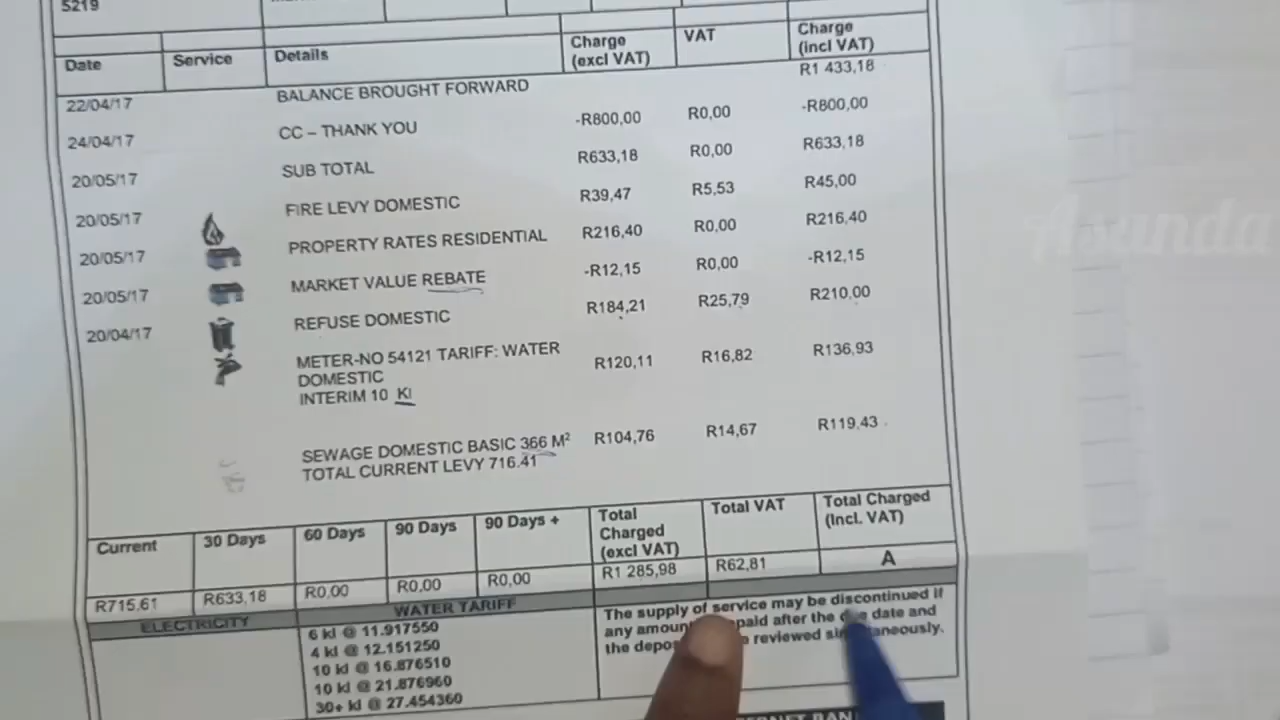 5219
Date Service Details Charge (excl VAT) VAT Charge (incl VAT)
22/04/17 BALANCE BROUGHT FORWARD R1 433,18
24/04/17 CC – THANK YOU -R800,00 R0,00 -R800,00
20/05/17 SUB TOTAL R633,18 R0,00 R633,18
20/05/17 FIRE LEVY DOMESTIC R39,47 R5,53 R45,00
20/05/17 PROPERTY RATES RESIDENTIAL R216,40 R0,00 R216,40
20/05/17 MARKET VALUE REBATE -R12,15 R0,00 -R12,15
20/04/17 REFUSE DOMESTIC R184,21 R25,79 R210,00
METER-NO 54121 TARIFF: WATER R120,11 R16,82 R136,93
DOMESTIC
INTERIM 10 Kl
SEWAGE DOMESTIC BASIC 366 M² R104,76 R14,67 R119,43
TOTAL CURRENT LEVY 716.41
Current 30 Days 60 Days 90 Days 90 Days + Total Charged (excl VAT) Total VAT Total Charged (Incl. VAT)
R715,61 R633,18 R0,00 R0,00 R0,00 R1 285,98 R62,81 A
ELECTRICITY WATER TARIFF
6 kl @ 11.917550
4 kl @ 12.151250
10 kl @ 16.876510
10 kl @ 21.876960
30+ kl @ 27.454360
The supply of service may be discontinued if
any paid after the date and
the reviewed
Ayanda